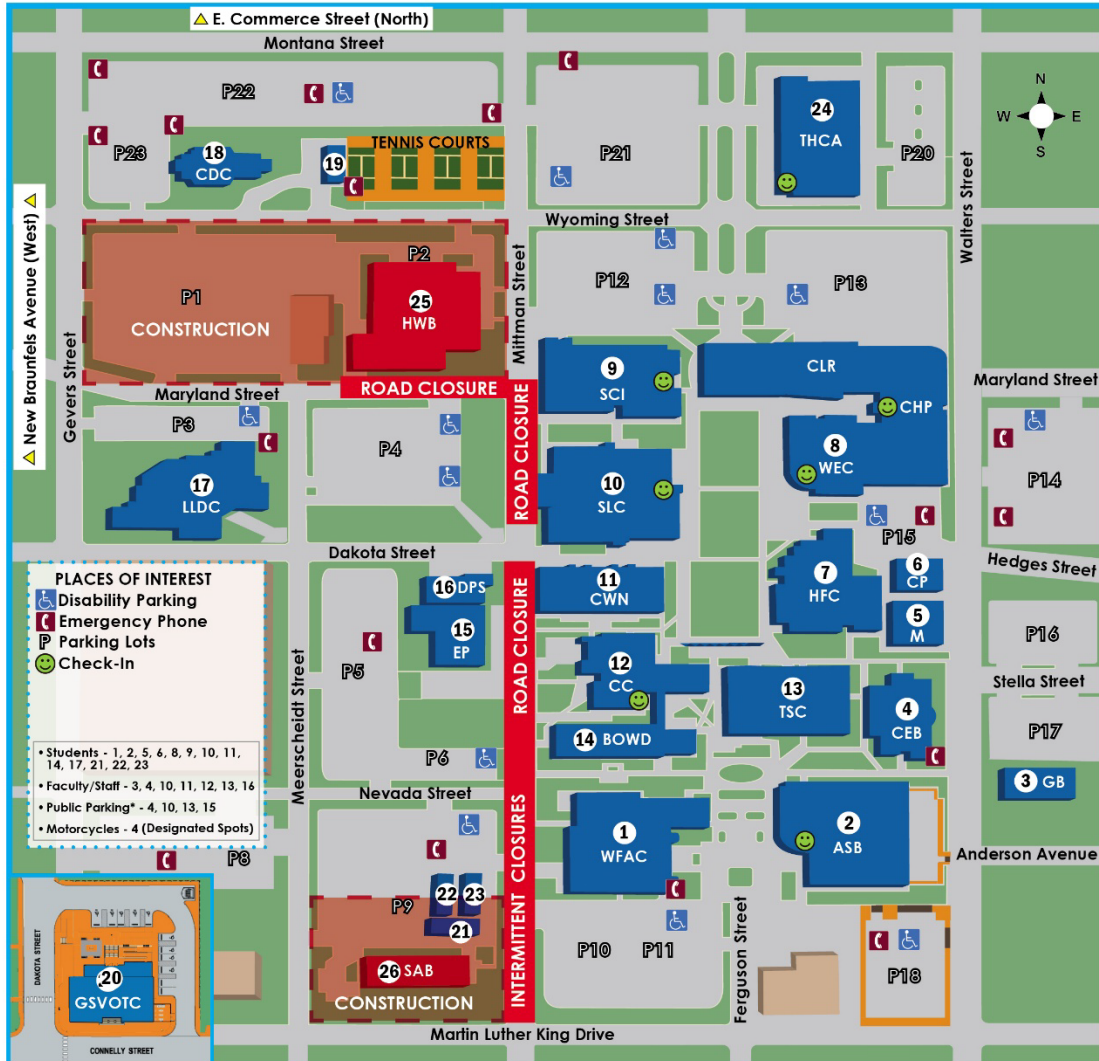 ▲ E. Commerce Street (North)
Montana Street
P22
24
THCA
N
W E
S
P23
18
CDC
19
TENNIS COURTS
P21
P20
▲ New Braunfels Avenue (West) ▲
Wyoming Street
Walters Street
P1
CONSTRUCTION
P2
25
HWB
Mittman Street
P12
P13
Gevers Street
ROAD CLOSURE
Maryland Street
ROAD CLOSURE
9
SCI
CLR
CHP
Maryland Street
P3
P4
8
WEC
17
LLDC
10
SLC
P14
P15
Dakota Street
Hedges Street
PLACES OF INTEREST
Disability Parking
Emergency Phone
P Parking Lots
Check-In
• Students - 1, 2, 5, 6, 8, 9, 10, 11,
14, 17, 21, 22, 23
• Faculty/Staff - 3, 4, 10, 11, 12, 13, 16
• Public Parking* - 4, 10, 13, 15
• Motorcycles - 4 (Designated Spots)
16 DPS
15
EP
P5
P6
Meerscheidt Street
ROAD CLOSURE
11
CWN
7
HFC
6
CP
5
M
P16
12
CC
13
TSC
4
CEB
Stella Street
P17
14 BOWD
3 GB
Nevada Street
INTERMITTENT CLOSURES
1
WFAC
2
ASB
Anderson Avenue
P8
22
23
P9
21
26 SAB
CONSTRUCTION
P10
P11
Ferguson Street
P18
DAKOTA STREET
20
GSVOTC
CONNELLY STREET
Martin Luther King Drive